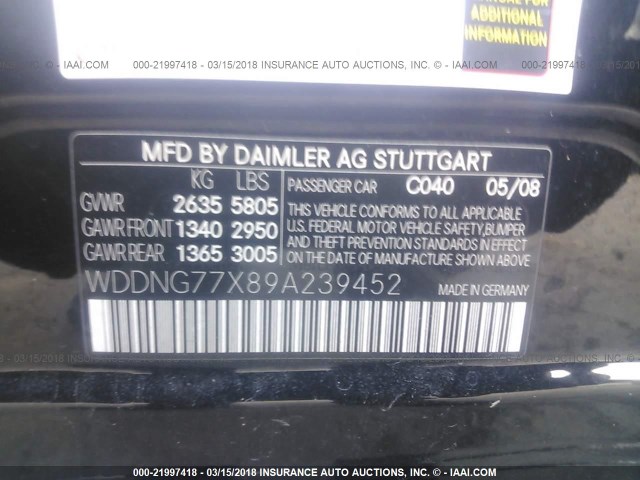 MANUAL
FOR
ADDITIONAL
INFORMATION
000-21997418 - 03/15/2018 INSURANCE AUTO AUCTIONS, INC. - © IAAI.COM
MFD BY DAIMLER AG STUTTGART
KG LBS
GVWR 2635 5805
GAWR FRONT 1340 2950
GAWR REAR 1365 3005
PASSENGER CAR C040 05/08
THIS VEHICLE CONFORMS TO ALL APPLICABLE
U.S. FEDERAL MOTOR VEHICLE SAFETY, BUMPER
AND THEFT PREVENTION STANDARDS IN EFFECT
ON THE DATE OF MANUFACTURE SHOWN ABOVE.
WDDNG77X89A239452
MADE IN GERMANY
000-21997418 - 03/15/2018 INSURANCE AUTO AUCTIONS, INC. - © IAAI.COM